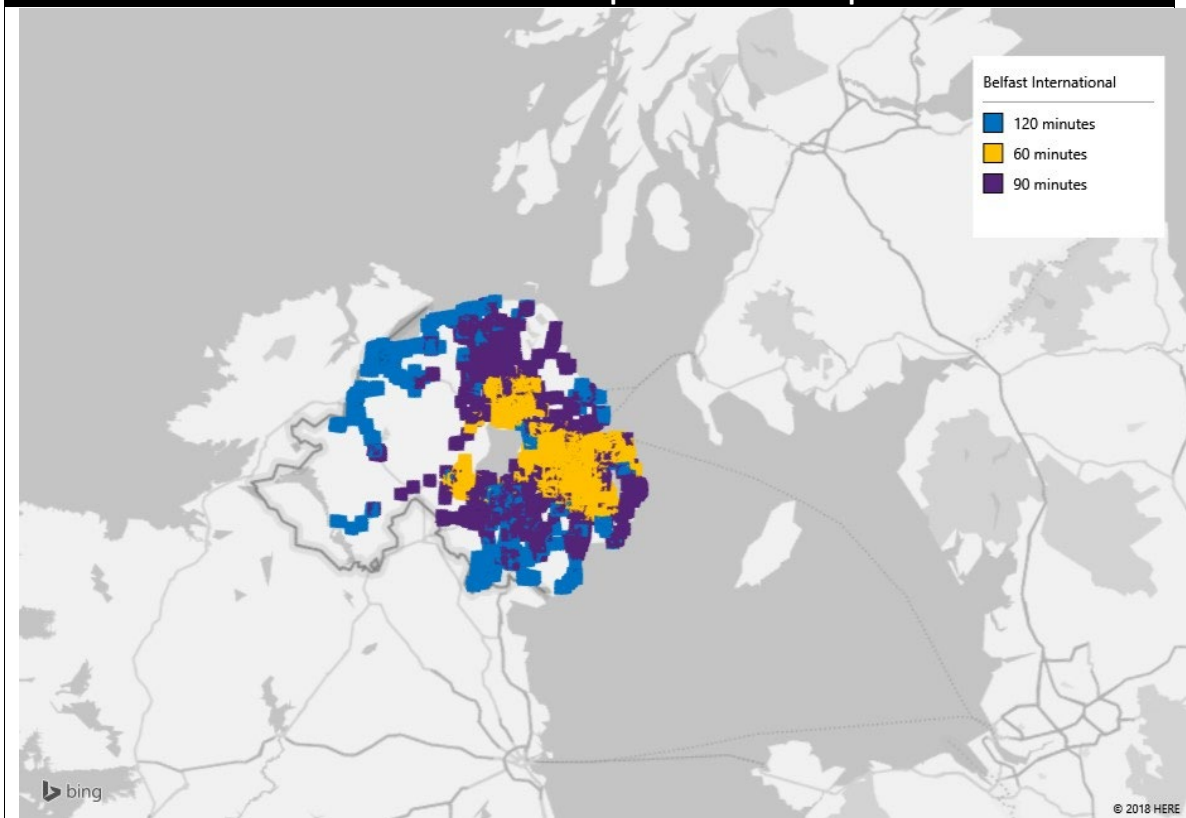 Belfast International
120 minutes
60 minutes
90 minutes
bing
© 2018 HERE